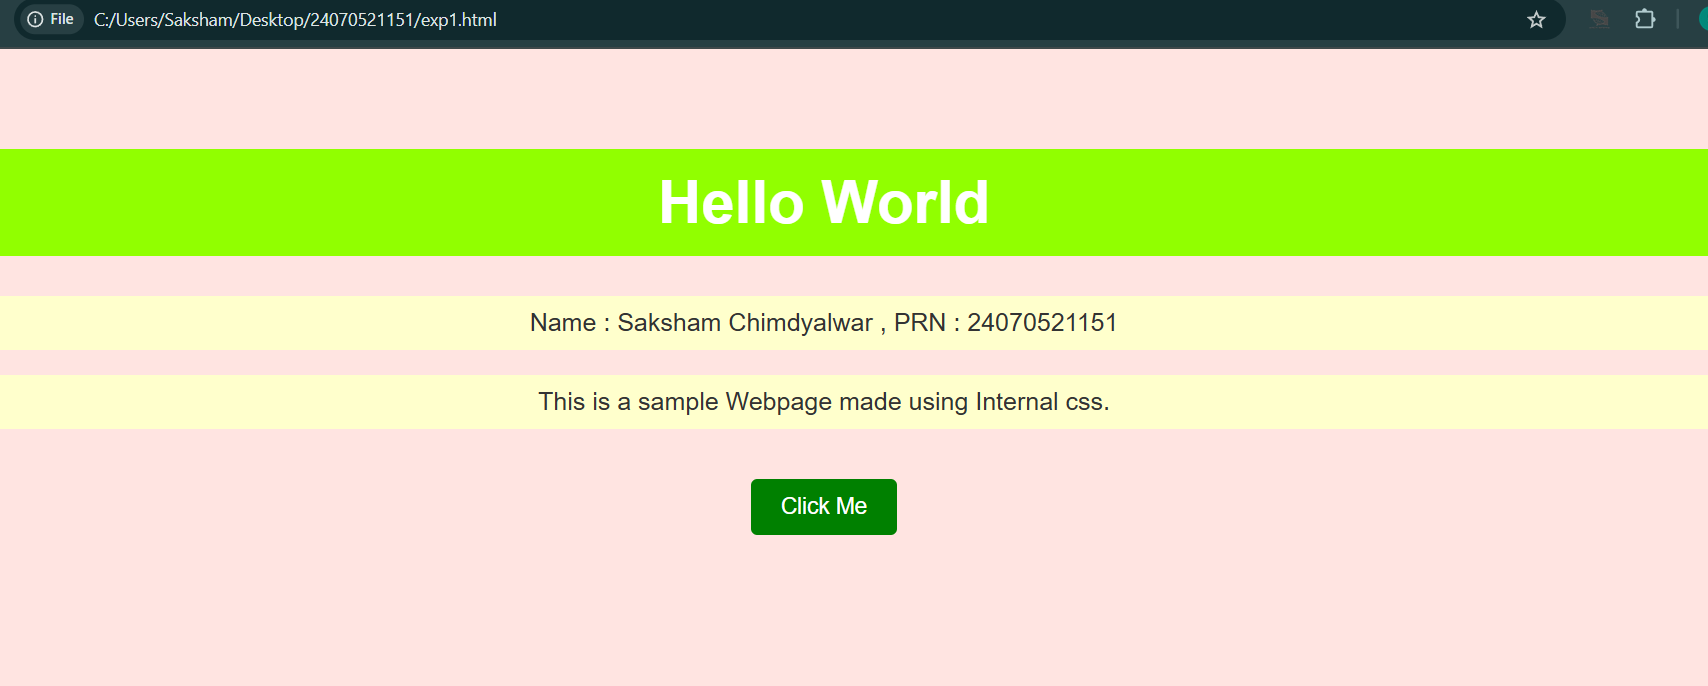 File C:/Users/Saksham/Desktop/24070521151/exp1.html
Hello World
Name : Saksham Chimdyalwar , PRN : 24070521151
This is a sample Webpage made using Internal css.
Click Me